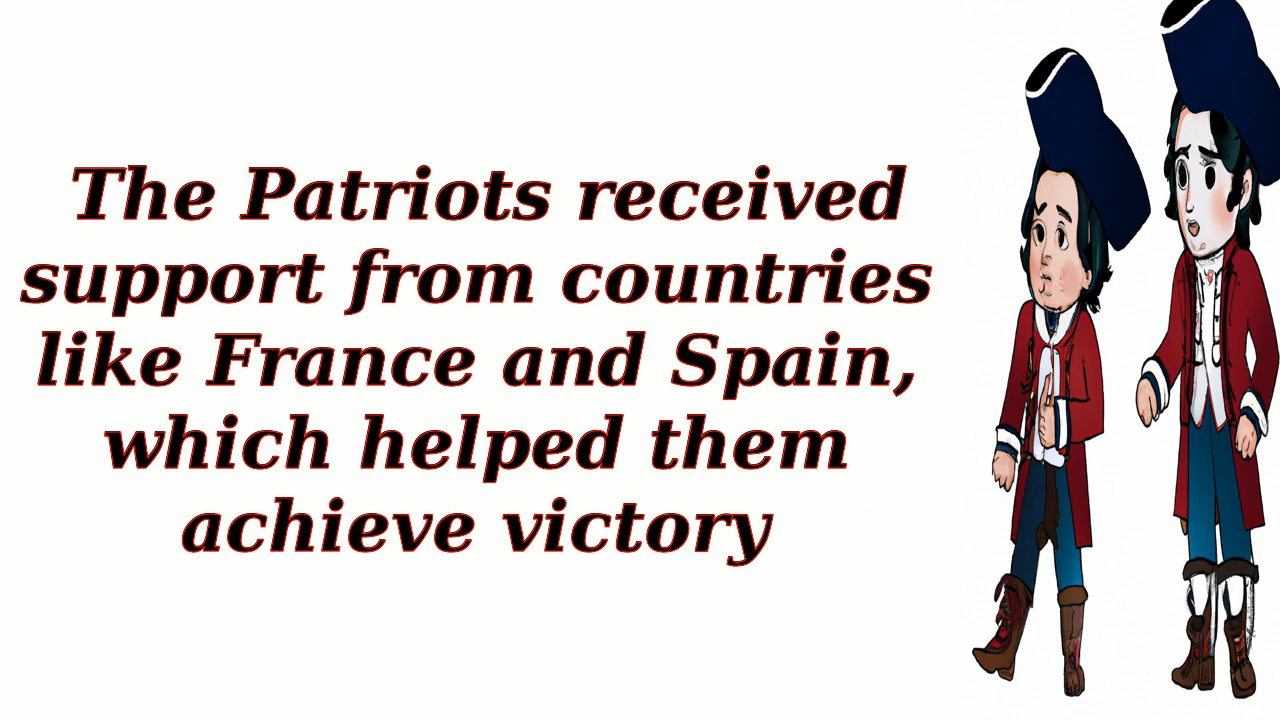 The Patriots received
support from countries
like France and Spain,
which helped them
achieve victory